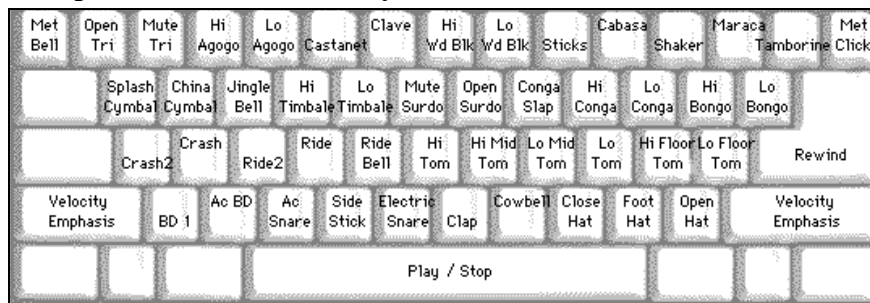 Met Bell Open Tri Mute Tri Hi Agogo Lo Agogo Castanet Clave Hi Wd Blk Lo Wd Blk Sticks Cabasa Shaker Maraca Tamborine Met Click
Splash Cymbal China Cymbal Jingle Bell Hi Timbale Lo Timbale Mute Surdo Open Surdo Conga Slap Hi Conga Lo Conga Hi Bongo Lo Bongo
Crash2 Crash Ride2 Ride Ride Bell Hi Tom Hi Mid Tom Lo Mid Tom Lo Tom Hi Floor Tom Lo Floor Tom Rewind
Velocity Emphasis BD 1 Ac BD Ac Snare Side Stick Electric Snare Clap Cowbell Close Hat Foot Hat Open Hat Velocity Emphasis
Play / Stop